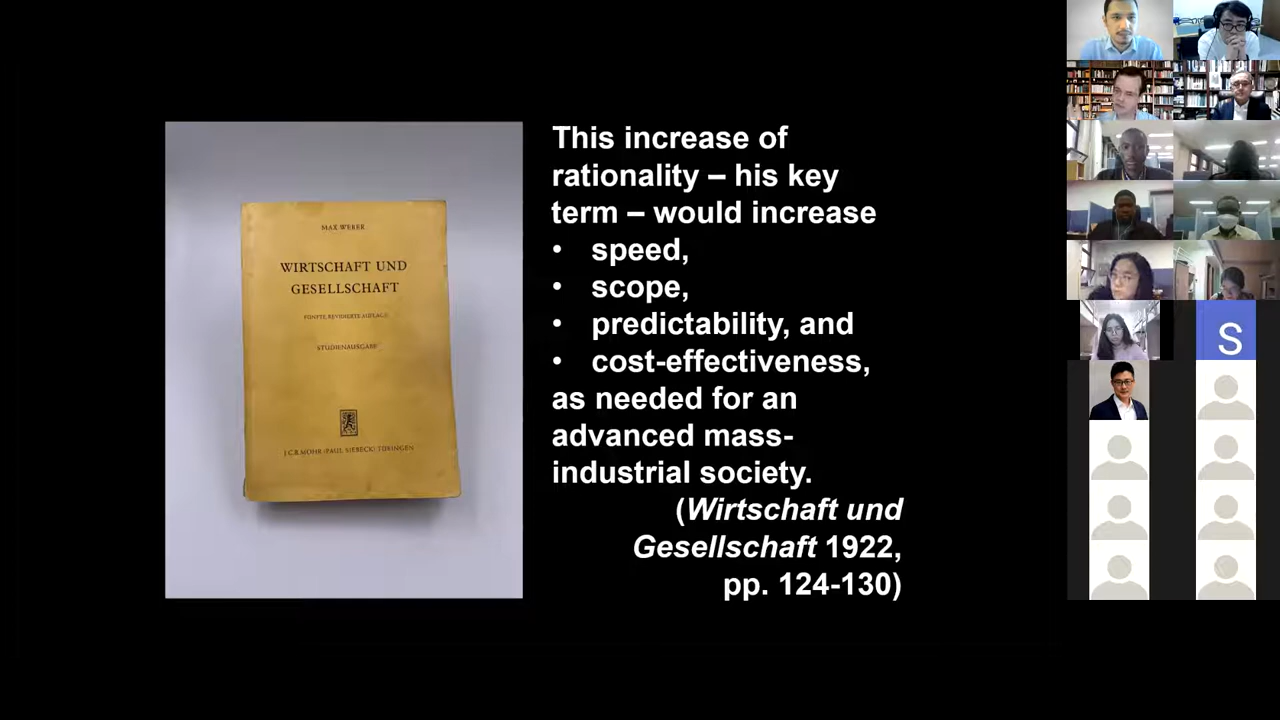 MAX WEBER
WIRTSCHAFT UND
GESELLSCHAFT
FÜNFTE REVIDIERTE AUFLAGE
STUDIENAUSGABE
J.C.B. MOHR (PAUL SIEBECK) TÜBINGEN
This increase of
rationality – his key
term – would increase
• speed,
• scope,
• predictability, and
• cost-effectiveness,
as needed for an
advanced mass-
industrial society.
(Wirtschaft und
Gesellschaft 1922,
pp. 124-130)
S